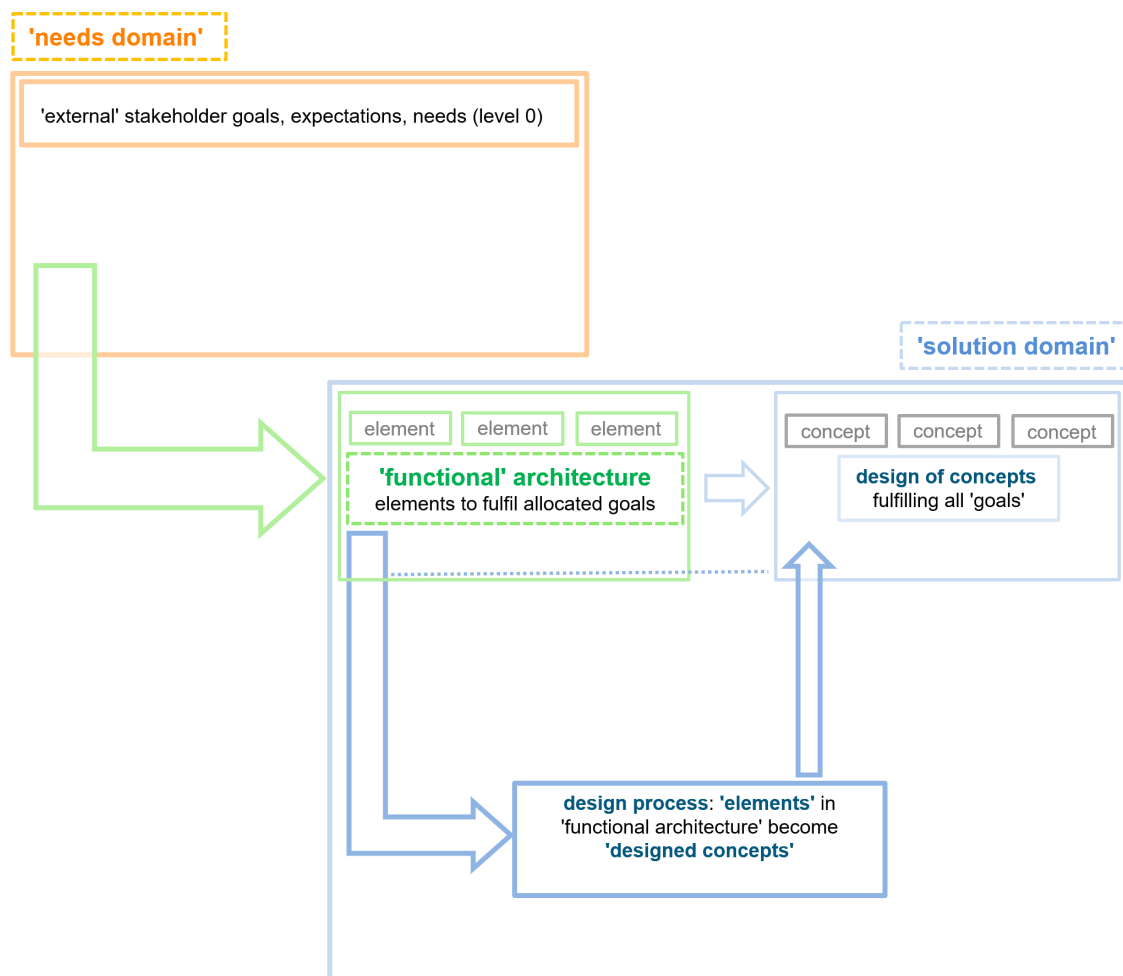 'needs domain'
'external' stakeholder goals, expectations, needs (level 0)
'solution domain'
element element element
'functional' architecture
elements to fulfil allocated goals
concept concept concept
design of concepts
fulfilling all 'goals'
design process: 'elements' in
'functional architecture' become
'designed concepts'